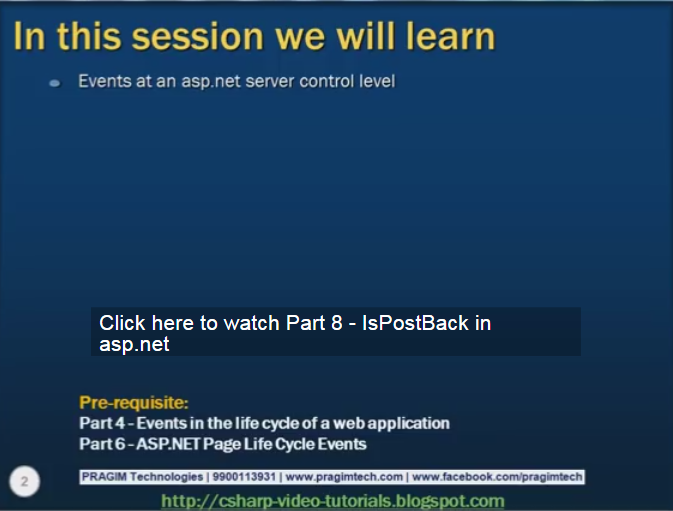 In this session we will learn
Events at an asp.net server control level
Click here to watch Part 8 - IsPostBack in
asp.net
Pre-requisite:
Part 4 - Events in the life cycle of a web application
Part 6 - ASP.NET Page Life Cycle Events
2
PRAGIM Technologies | 9900113931 | www.pragimtech.com | www.facebook.com/pragimtech
http://csharp-video-tutorials.blogspot.com